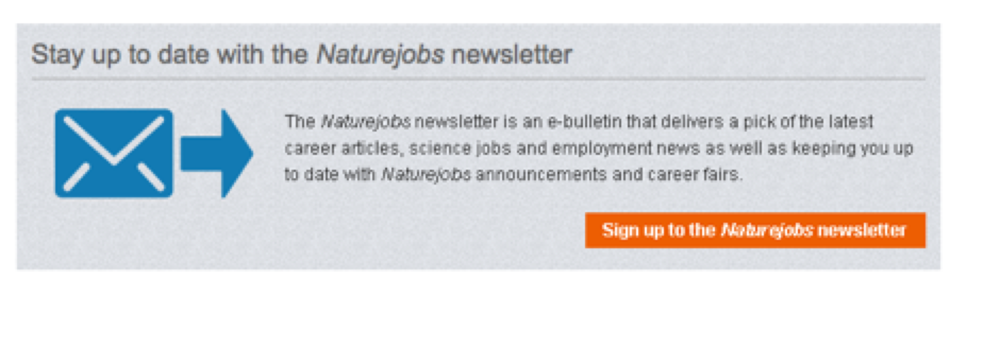 Stay up to date with the Naturejobs newsletter
The Naturejobs newsletter is an e-bulletin that delivers a pick of the latest
career articles, science jobs and employment news as well as keeping you up
to date with Naturejobs announcements and career fairs.
Sign up to the Naturejobs newsletter